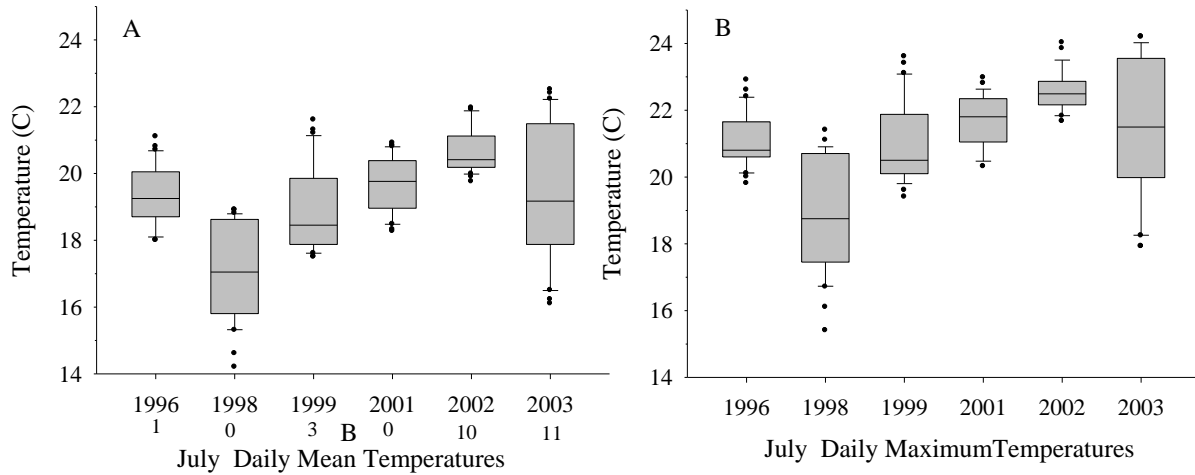 A
24
22
20
18
16
14
Temperature (C)
1996 1998 1999 2001 2002 2003
1 0 3 B 0 10 11
July Daily Mean Temperatures
B
24
22
20
18
16
14
Temperature (C)
1996 1998 1999 2001 2002 2003
July Daily MaximumTemperatures